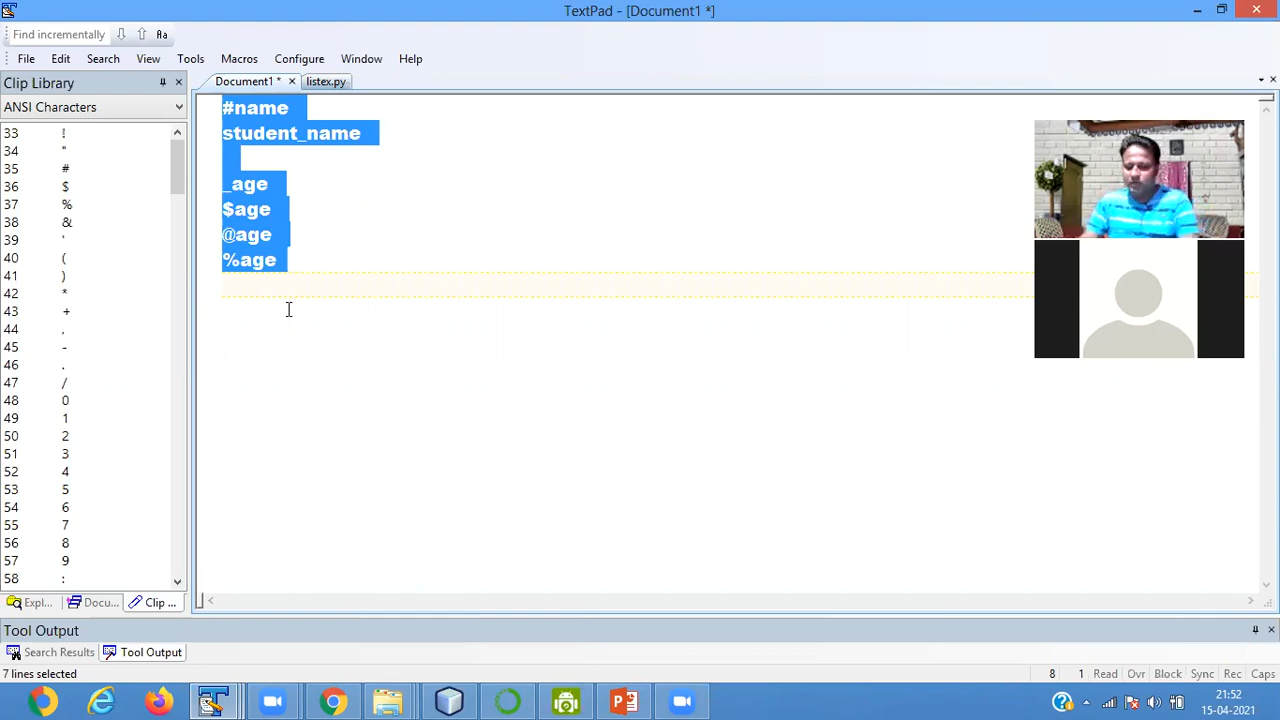 TextPad - [Document1 *]
Find incrementally
Aa
File Edit Search View Tools Macros Configure Window Help
Clip Library
Document1 * listex.py
ANSI Characters
#name
student_name
_age
$age
@age
%age
33 !
34 "
35 #
36 $
37 %
38 &
39 '
40 (
41 )
42 *
43 +
44 ,
45 -
46 .
47 /
48 0
49 1
50 2
51 3
52 4
53 5
54 6
55 7
56 8
57 9
58 :
Expl... Docu... Clip ...
Tool Output
Search Results Tool Output
7 lines selected 8 1 Read Ovr Block Sync Rec Caps
21:52
15-04-2021